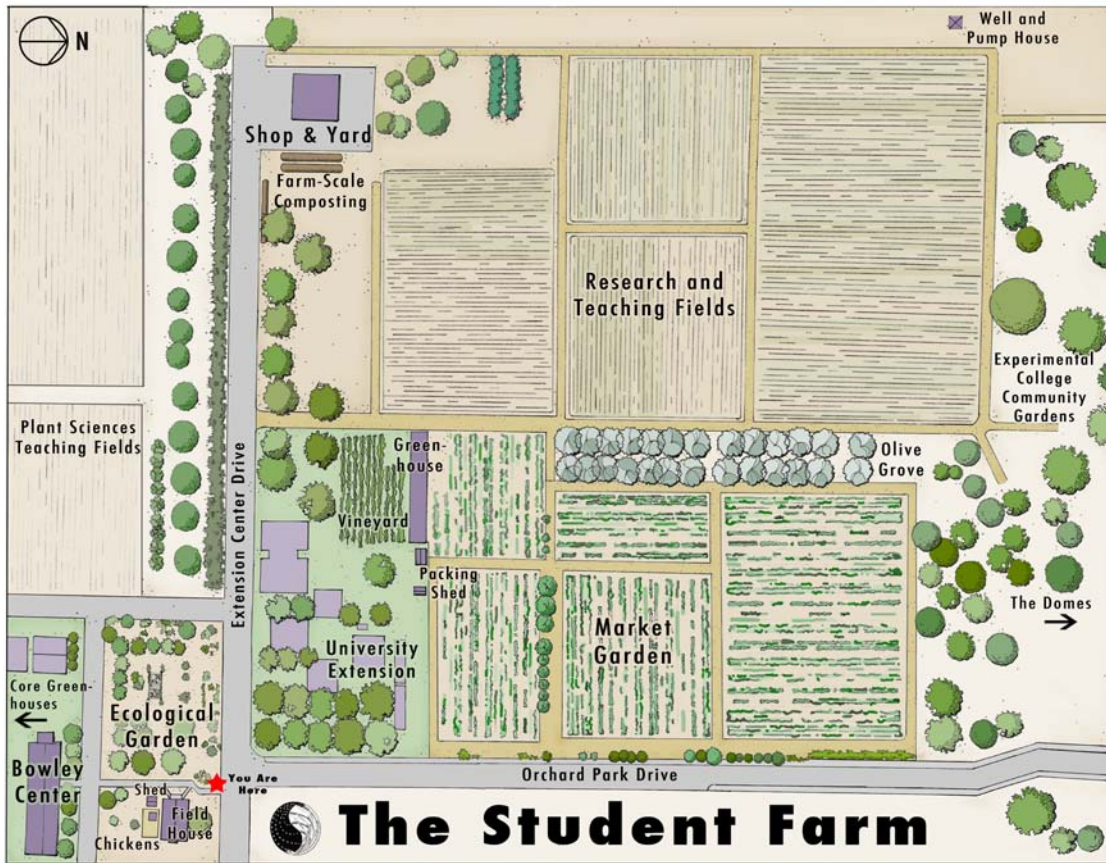 N
Well and
Pump House
Shop & Yard
Farm-Scale
Composting
Research and
Teaching Fields
Experimental
College
Community
Gardens
Plant Sciences
Teaching Fields
Extension Center Drive
Green-
house
Olive
Grove
Vineyard
Packing
Shed
The Domes
Market
Garden
University
Extension
Core Green-
houses
Ecological
Garden
Bowley
Center
You Are
Here
Orchard Park Drive
Shed
Field
House
Chickens
The Student Farm